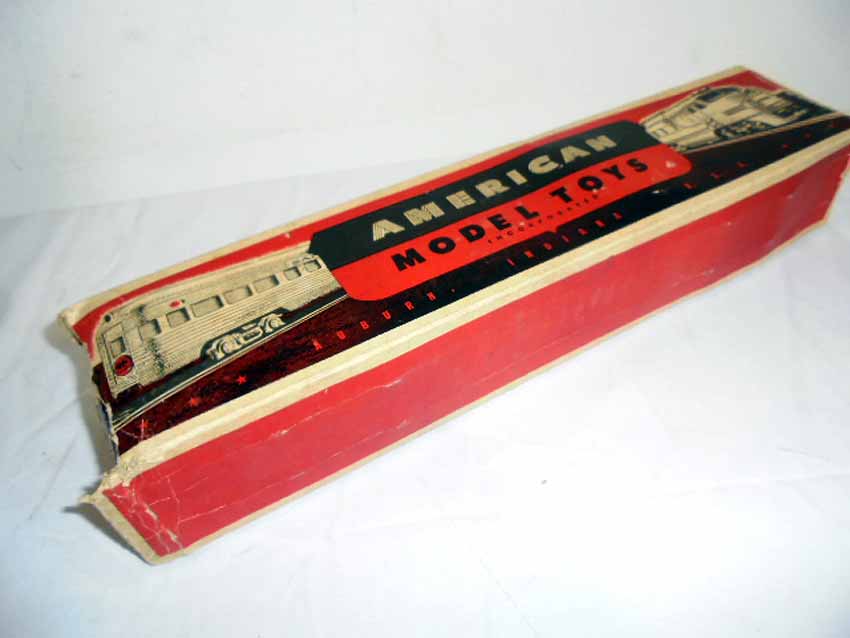 AMERICAN
MODEL TOYS
INCORPORATED
AUBURN, INDIANA U.S.A.